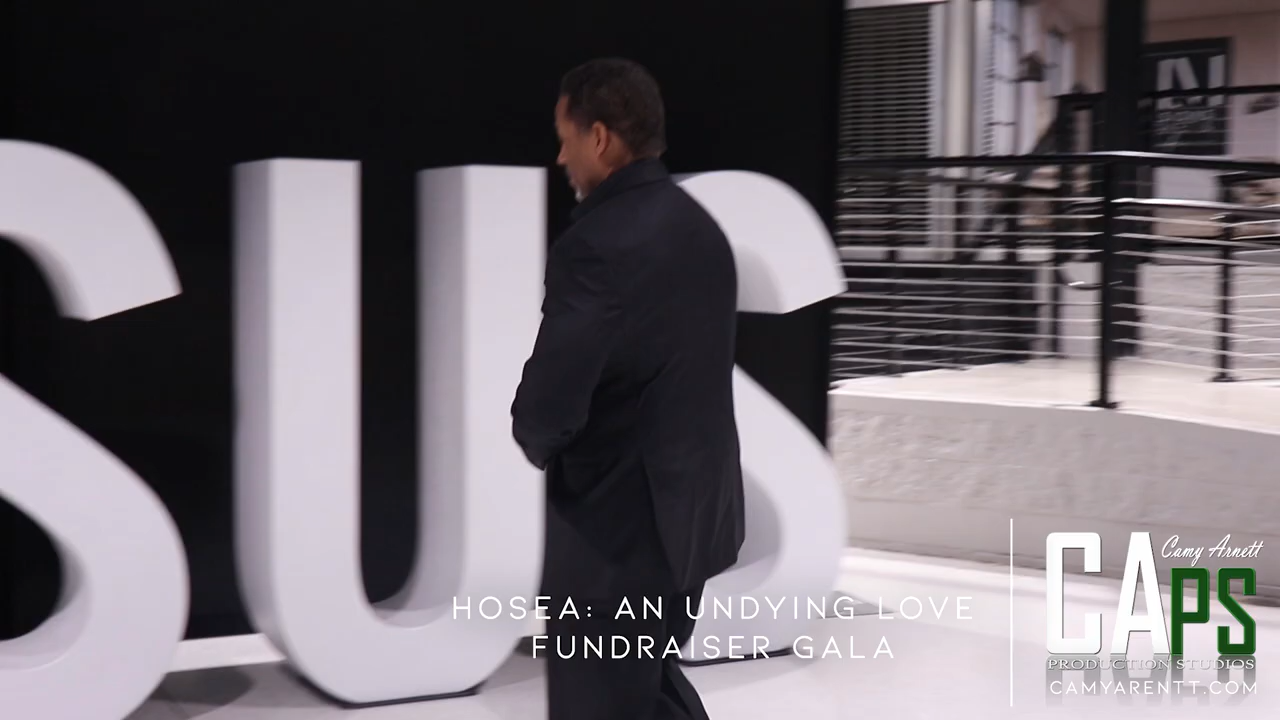 SUS
HOSEA: AN UNDYING LOVE
FUNDRAISER GALA
Camy Arnett
CAPS
PRODUCTION STUDIOS
CAMYARENTT.COM